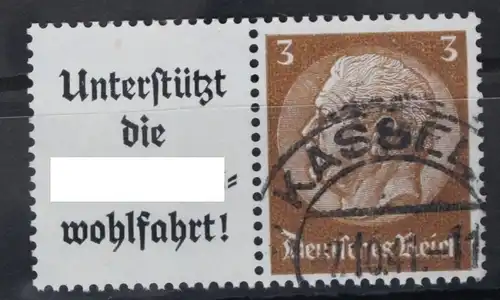 Unterstützt
die
=
wohlfahrt!
3 3
KASSEL
Deutsches Reich